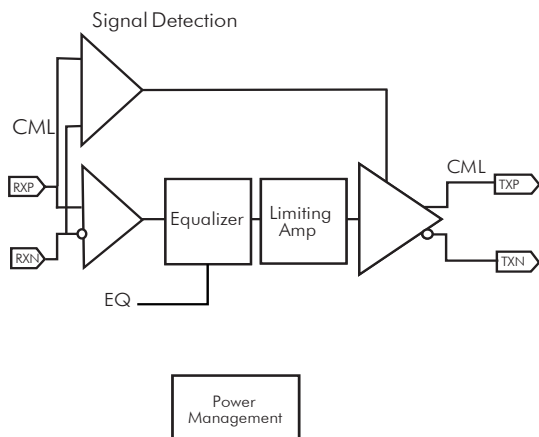 Signal Detection
CML
RXP
RXN
Equalizer
Limiting
Amp
CML
TXP
TXN
EQ
Power
Management